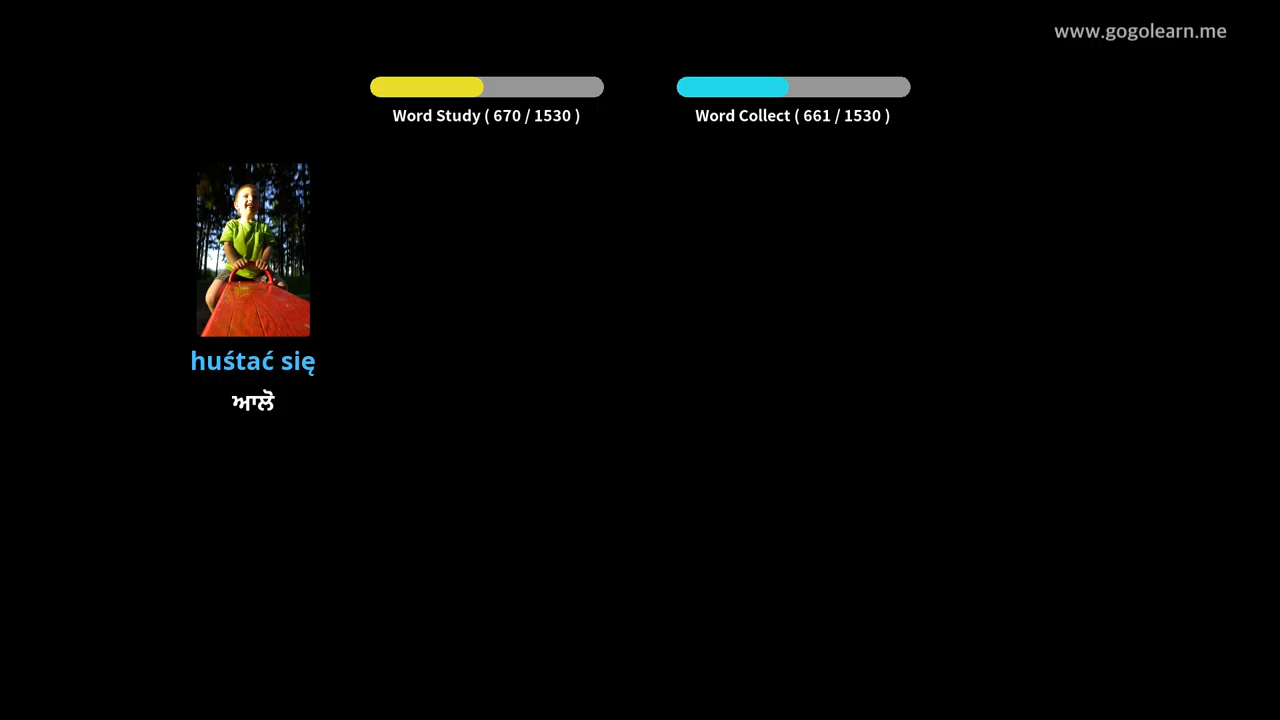 www.gogolearn.me
Word Study ( 670 / 1530 )
Word Collect ( 661 / 1530 )
huśtać się
ਆਲੋ